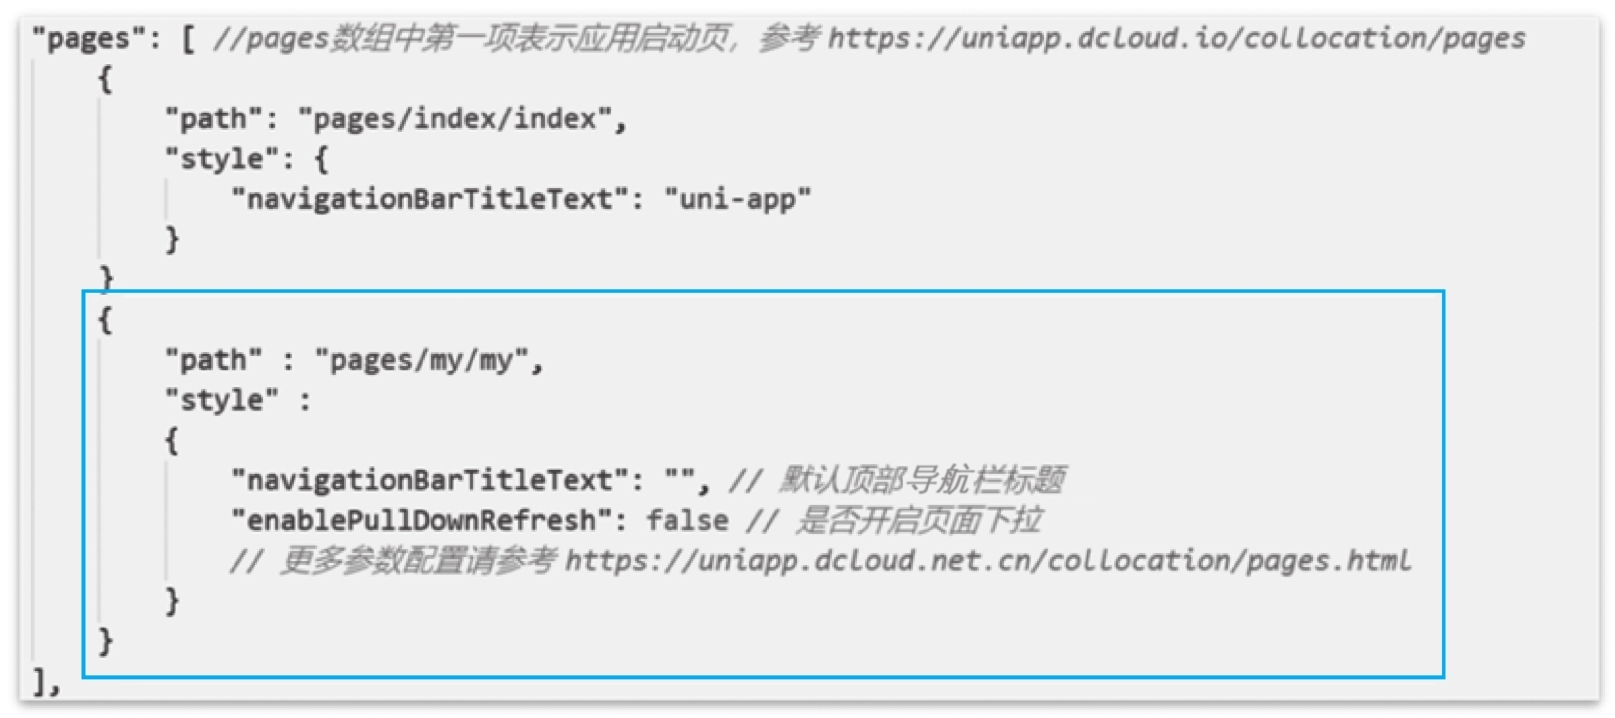 "pages": [ //pages数组中第一项表示应用启动页，参考 https://uniapp.dcloud.io/collocation/pages
{
"path": "pages/index/index",
"style": {
"navigationBarTitleText": "uni-app"
}
}
{
"path" : "pages/my/my",
"style" :
{
"navigationBarTitleText": "", // 默认顶部导航栏标题
"enablePullDownRefresh": false // 是否开启页面下拉
// 更多参数配置请参考 https://uniapp.dcloud.net.cn/collocation/pages.html
}
}
],